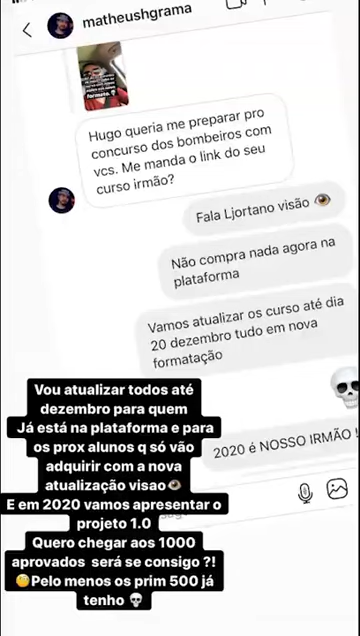 matheushgrama
formato.
Hugo queria me preparar pro
concurso dos bombeiros com
vcs. Me manda o link do seu
curso irmão?
Fala Ljortano visão 👁
Não compra nada agora na
plataforma
Vamos atualizar os curso até dia
20 dezembro tudo em nova
formatação
💀
2020 é NOSSO IRMÃO !
Vou atualizar todos até
dezembro para quem
Já está na plataforma e para
os prox alunos q só vão
adquirir com a nova
atualização visao👁
E em 2020 vamos apresentar o
projeto 1.0
Quero chegar aos 1000
aprovados será se consigo ?!
🤔Pelo menos os prim 500 já
tenho 💀